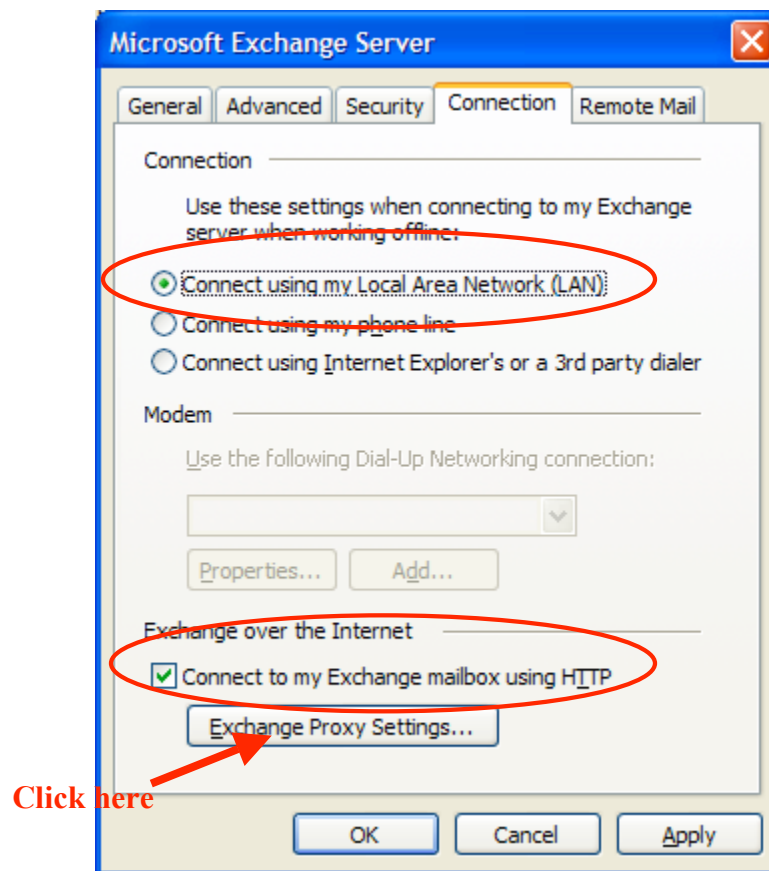 Microsoft Exchange Server
General Advanced Security Connection Remote Mail
Connection
Use these settings when connecting to my Exchange
server when working offline:
Connect using my Local Area Network (LAN)
Connect using my phone line
Connect using Internet Explorer's or a 3rd party dialer
Modem
Use the following Dial-Up Networking connection:
Properties... Add...
Exchange over the Internet
Connect to my Exchange mailbox using HTTP
Exchange Proxy Settings...
Click here
OK Cancel Apply